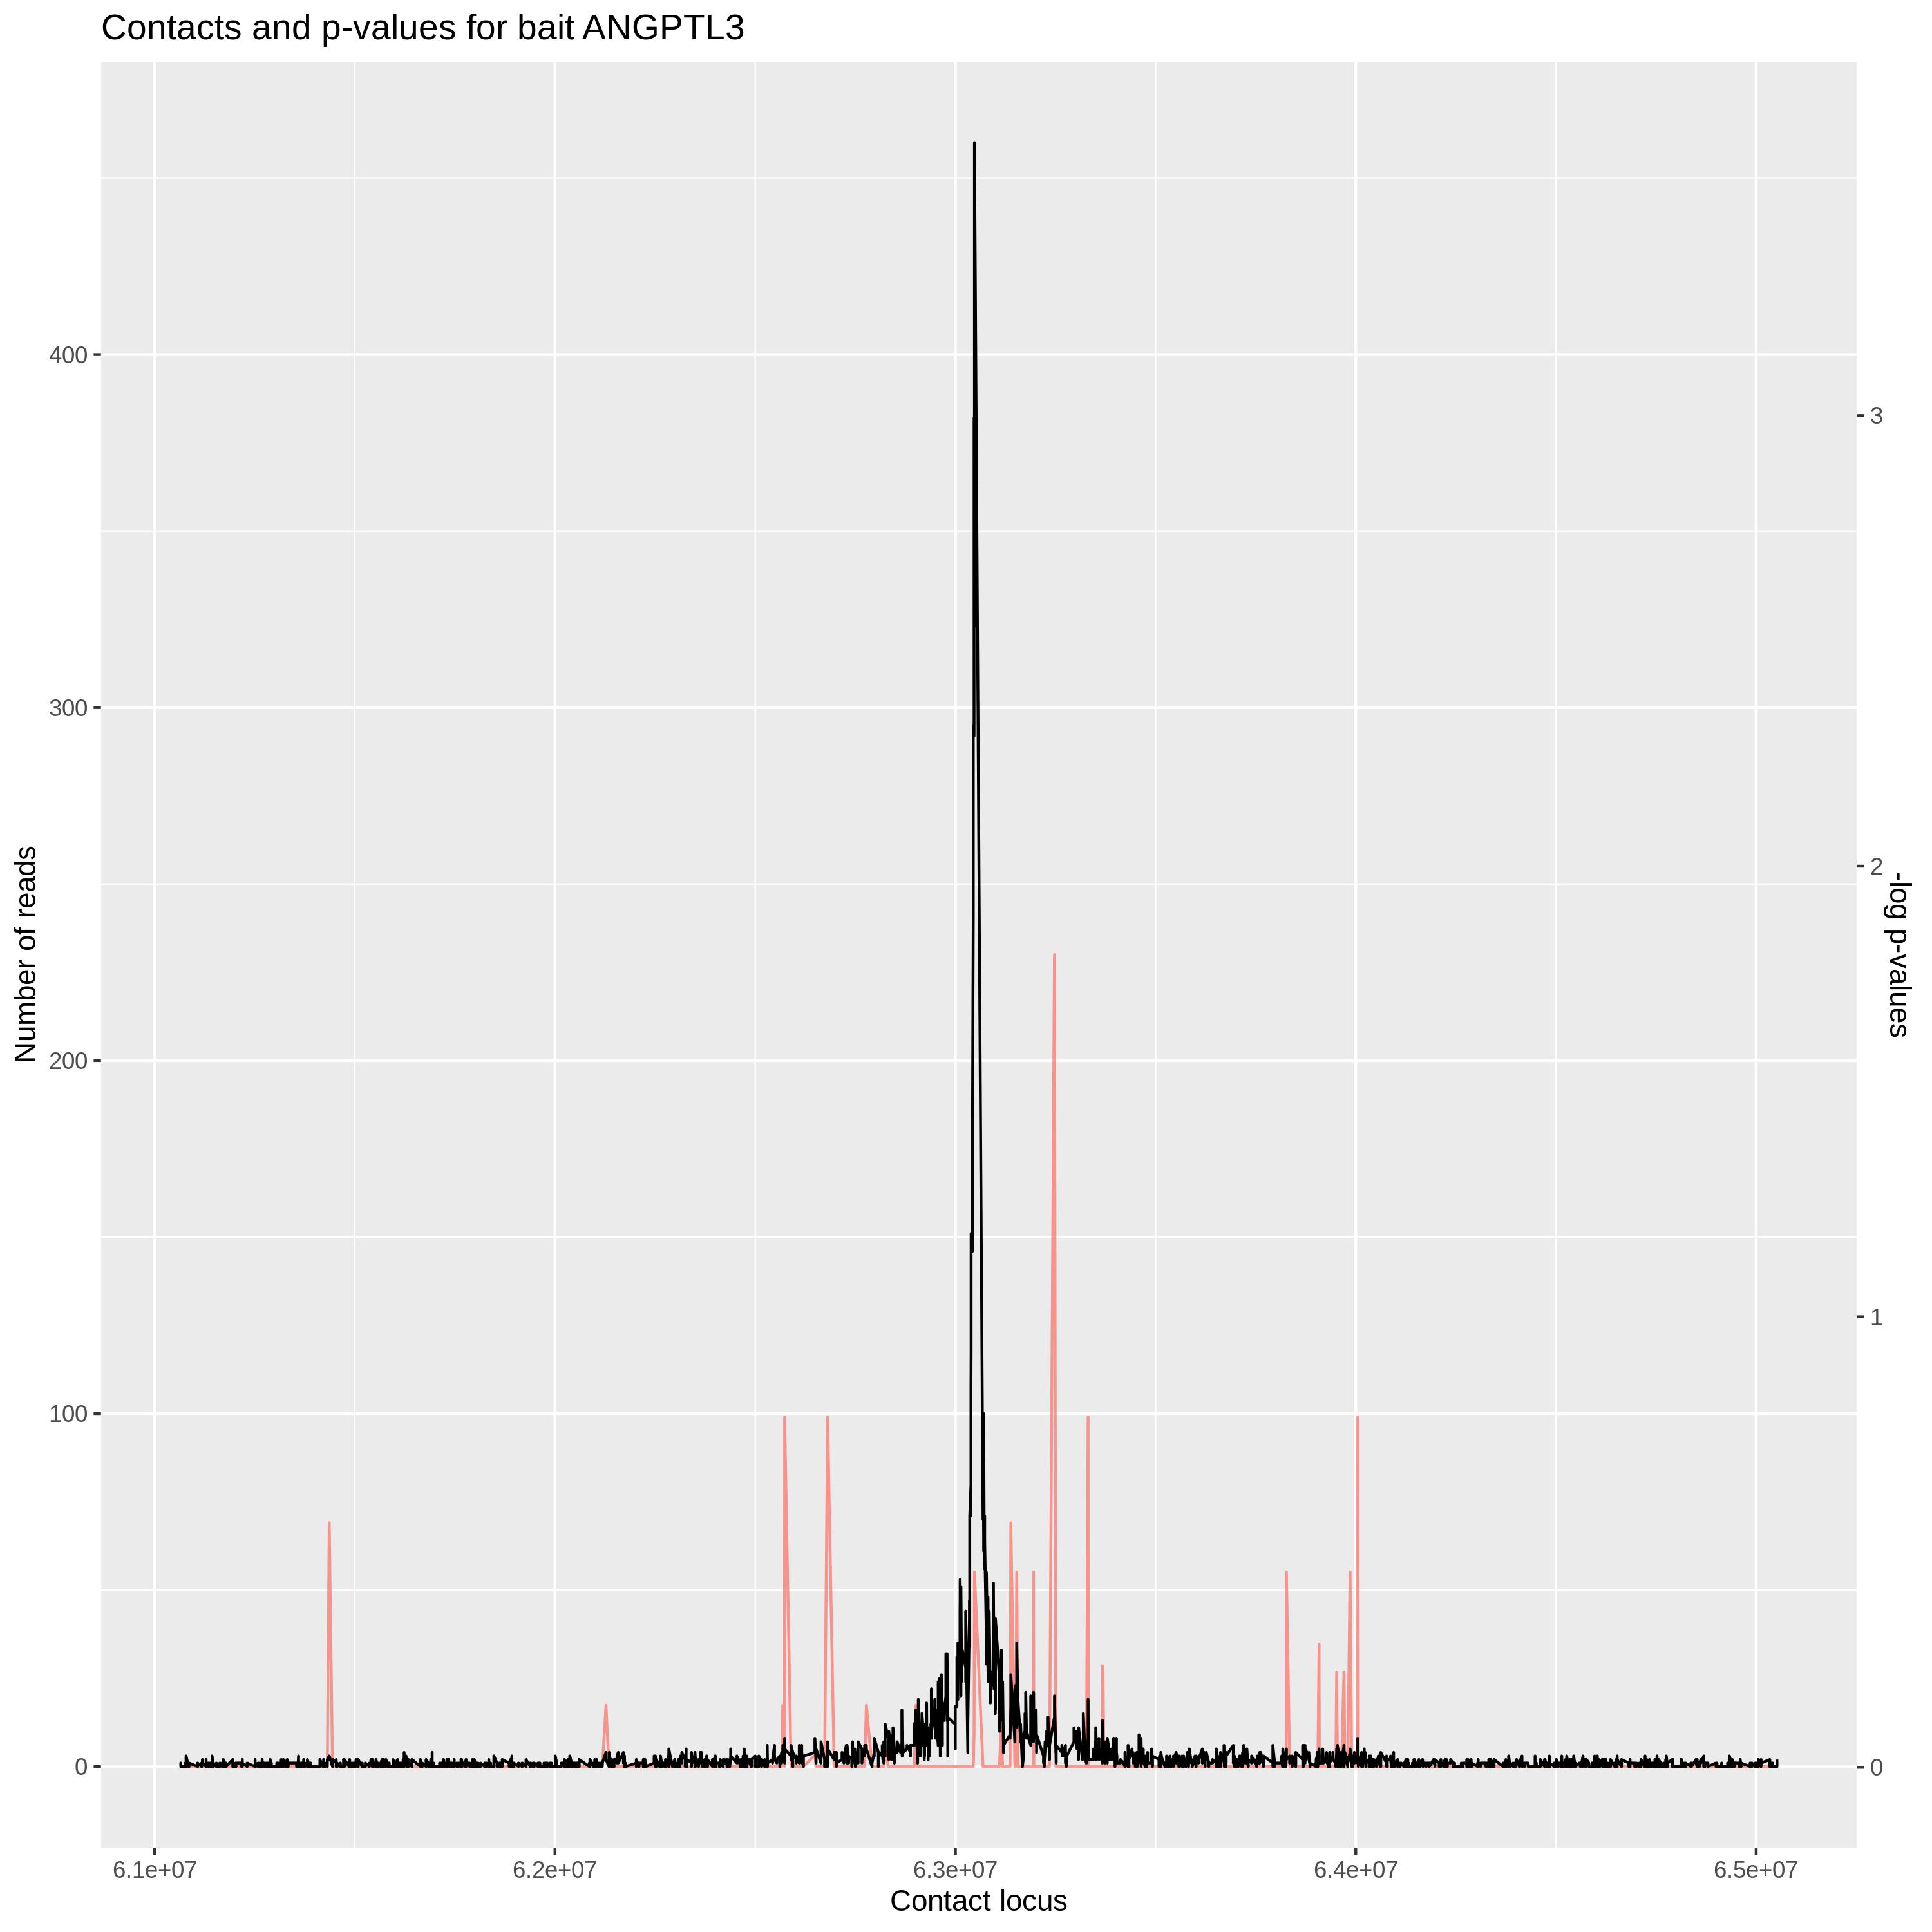 Contacts and p-values for bait ANGPTL3
Number of reads
400
300
200
100
0
3
2
1
0
-log p-values
6.1e+07
6.2e+07
6.3e+07
6.4e+07
6.5e+07
Contact locus